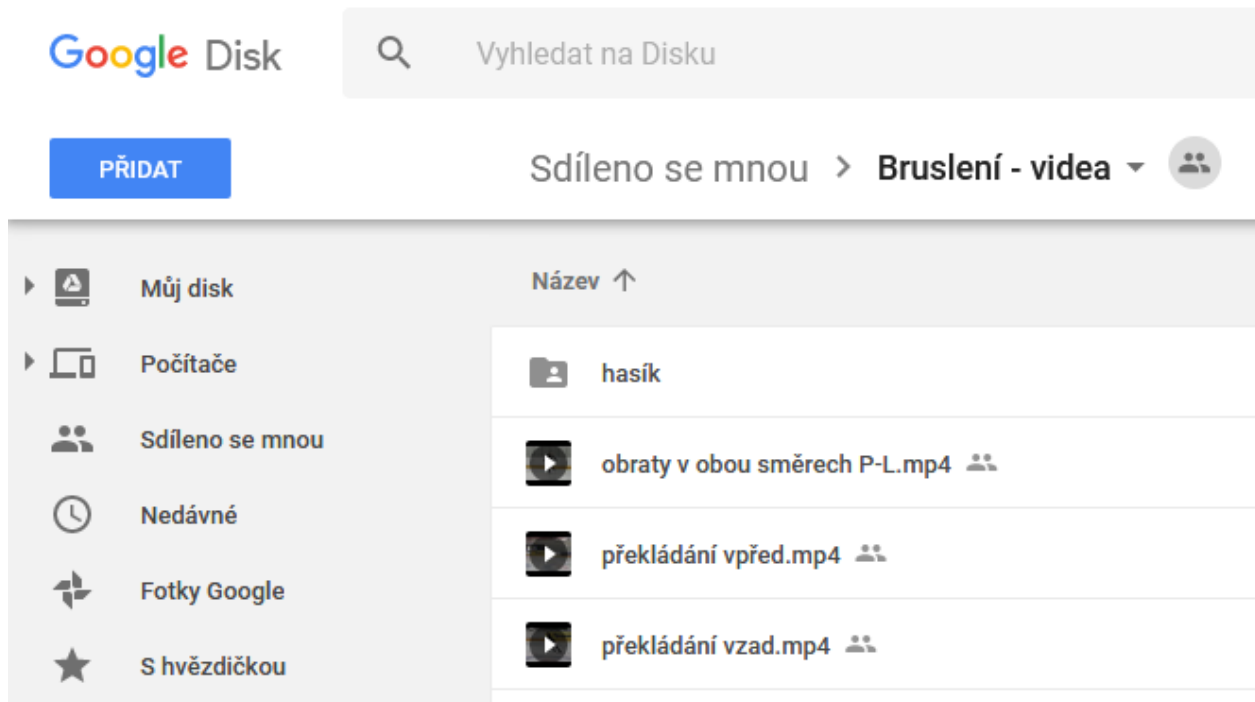 Google Disk
Vyhledat na Disku
PŘIDAT
Sdíleno se mnou > Bruslení - videa
Můj disk
Počítače
Sdíleno se mnou
Nedávné
Fotky Google
S hvězdičkou
Název
hasík
obraty v obou směrech P-L.mp4
překládání vpřed.mp4
překládání vzad.mp4